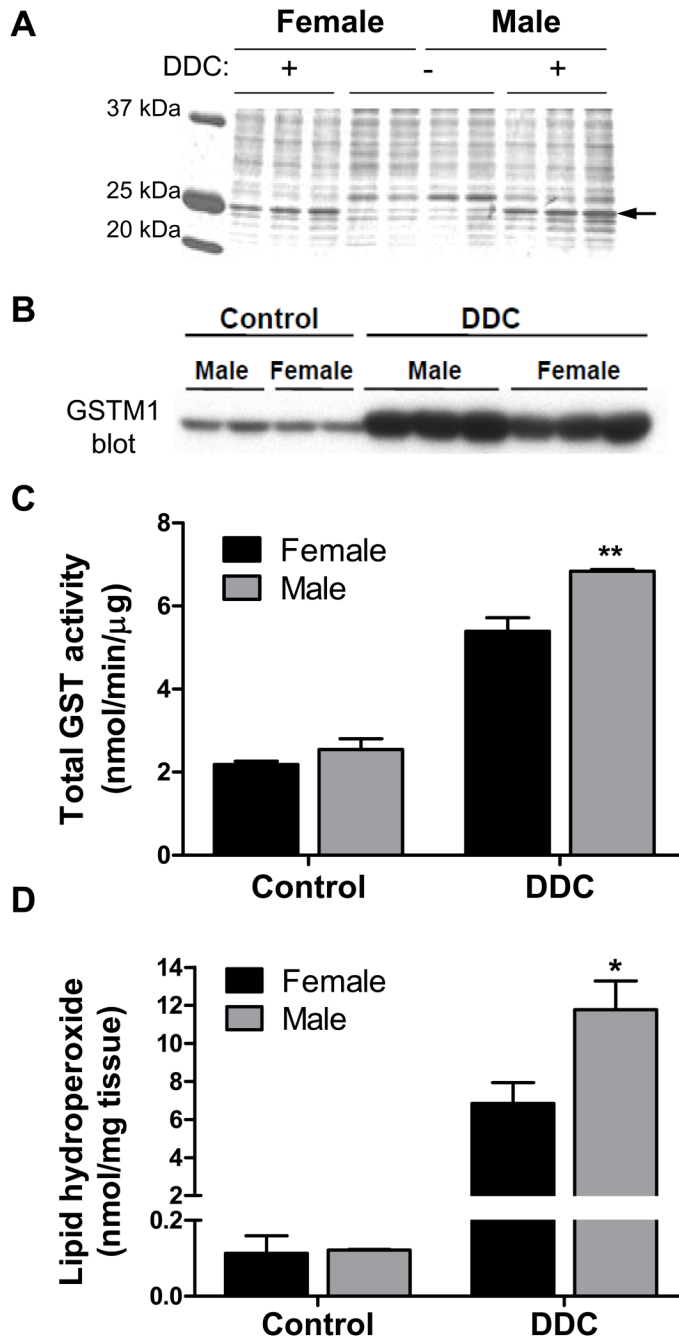 A
Female Male
DDC: + - +
37 kDa
25 kDa
20 kDa
B
Control DDC
Male Female Male Female
GSTM1
blot
C
Total GST activity
(nmol/min/μg)
8
6
4
2
0
Female
Male
**
Control DDC
D
Lipid hydroperoxide
(nmol/mg tissue)
14
12
10
8
6
4
2
0.2
0.0
Female
Male
*
Control DDC